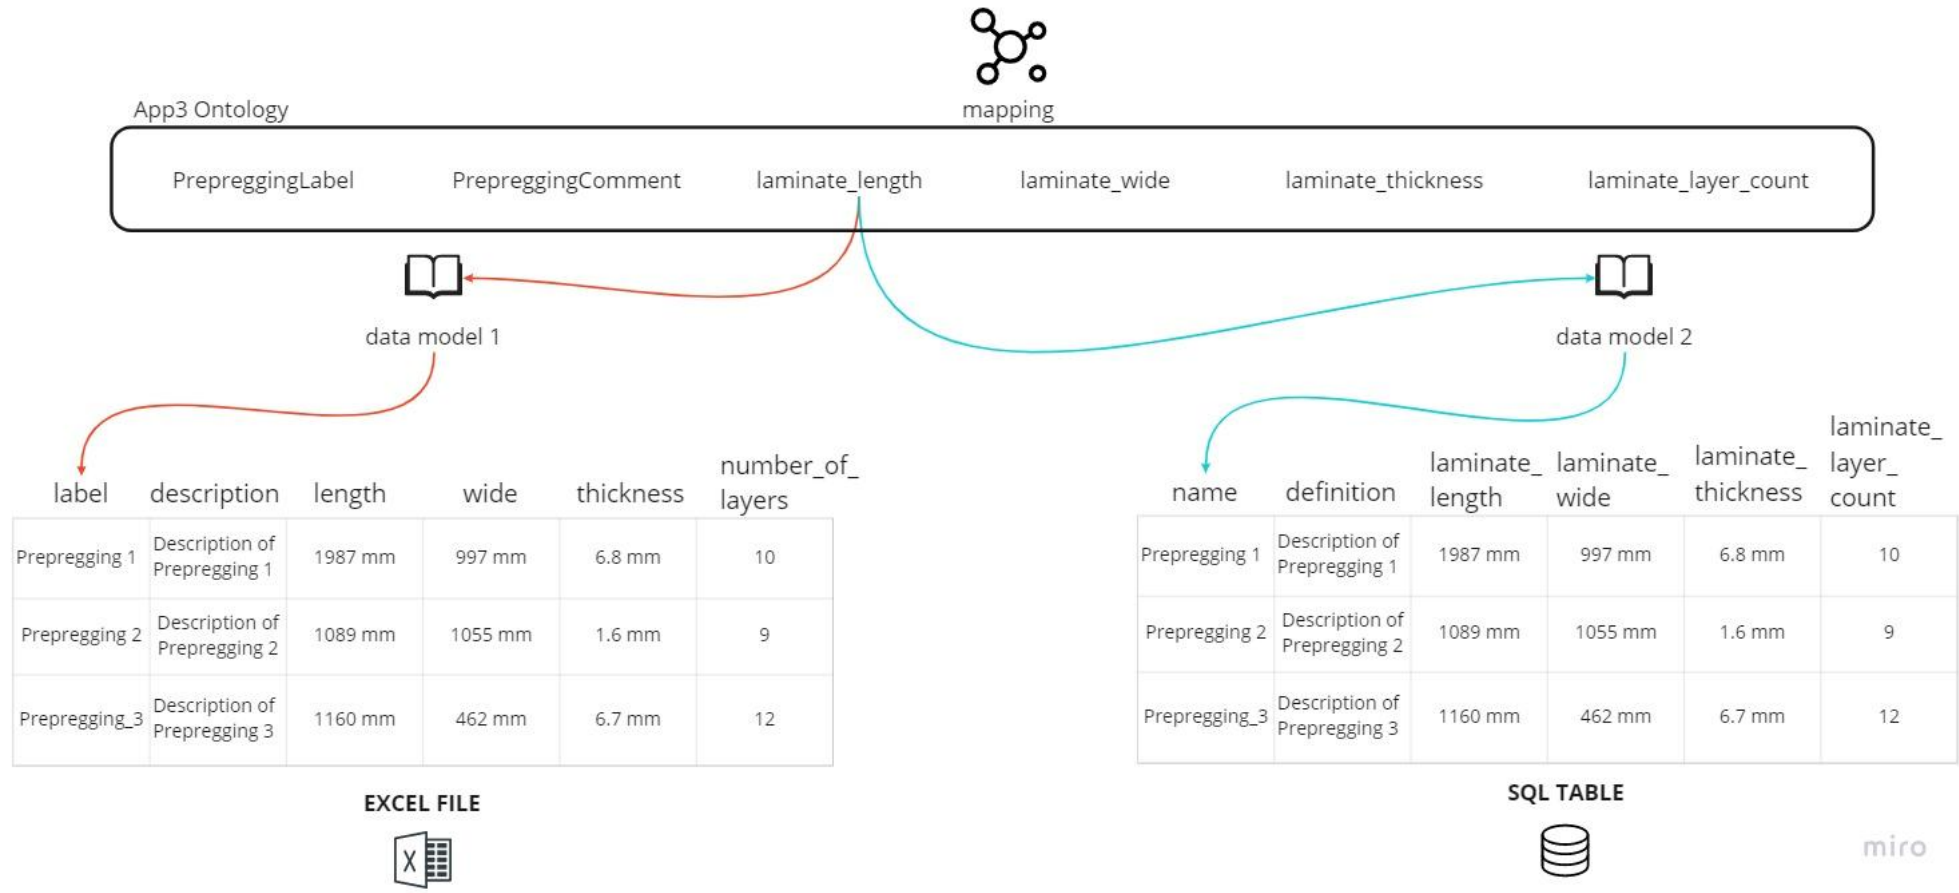 mapping
App3 Ontology
PrepreggingLabel PrepreggingComment laminate_length laminate_wide laminate_thickness laminate_layer_count
data model 1
data model 2
label description length wide thickness number_of_
layers
Prepregging 1 Description of
Prepregging 1 1987 mm 997 mm 6.8 mm 10
Prepregging 2 Description of
Prepregging 2 1089 mm 1055 mm 1.6 mm 9
Prepregging_3 Description of
Prepregging 3 1160 mm 462 mm 6.7 mm 12
EXCEL FILE
X
name definition laminate_
length laminate_
wide laminate_
thickness laminate_
layer_
count
Prepregging 1 Description of
Prepregging 1 1987 mm 997 mm 6.8 mm 10
Prepregging 2 Description of
Prepregging 2 1089 mm 1055 mm 1.6 mm 9
Prepregging_3 Description of
Prepregging 3 1160 mm 462 mm 6.7 mm 12
SQL TABLE
miro